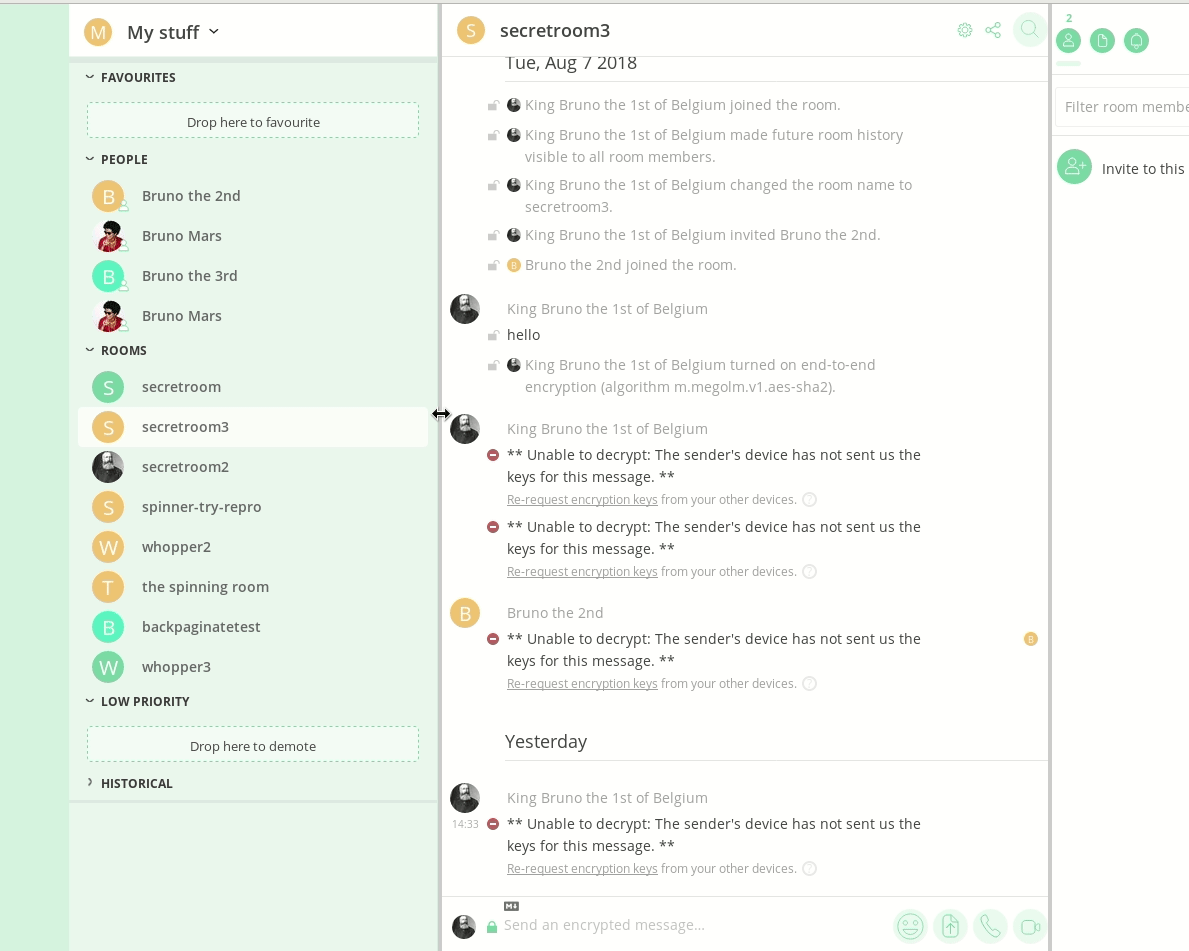 M My stuff
FAVOURITES
Drop here to favourite
PEOPLE
B Bruno the 2nd
Bruno Mars
B Bruno the 3rd
Bruno Mars
ROOMS
S secretroom
S secretroom3
secretroom2
S spinner-try-repro
W whopper2
T the spinning room
B backpaginatetest
W whopper3
LOW PRIORITY
Drop here to demote
HISTORICAL
S secretroom3
Tue, Aug 7 2018
King Bruno the 1st of Belgium joined the room.
King Bruno the 1st of Belgium made future room history
visible to all room members.
King Bruno the 1st of Belgium changed the room name to
secretroom3.
King Bruno the 1st of Belgium invited Bruno the 2nd.
B Bruno the 2nd joined the room.
King Bruno the 1st of Belgium
hello
King Bruno the 1st of Belgium turned on end-to-end
encryption (algorithm m.megolm.v1.aes-sha2).
King Bruno the 1st of Belgium
** Unable to decrypt: The sender's device has not sent us the
keys for this message. **
Re-request encryption keys from your other devices. ?
** Unable to decrypt: The sender's device has not sent us the
keys for this message. **
Re-request encryption keys from your other devices. ?
B Bruno the 2nd
** Unable to decrypt: The sender's device has not sent us the
keys for this message. **
B
Re-request encryption keys from your other devices. ?
Yesterday
King Bruno the 1st of Belgium
14:33 ** Unable to decrypt: The sender's device has not sent us the
keys for this message. **
Re-request encryption keys from your other devices. ?
M
Send an encrypted message…
2
Filter room membe
Invite to this